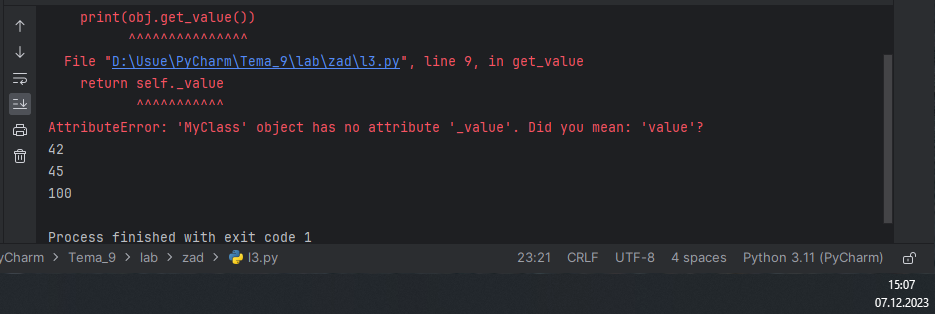 print(obj.get_value())
^^^^^^^^^^^^^^^
File "D:\Usue\PyCharm\Tema_9\lab\zad\l3.py", line 9, in get_value
return self._value
^^^^^^^^^^^
AttributeError: 'MyClass' object has no attribute '_value'. Did you mean: 'value'?
42
45
100
Process finished with exit code 1
yCharm > Tema_9 > lab > zad > l3.py 23:21 CRLF UTF-8 4 spaces Python 3.11 (PyCharm)
15:07
07.12.2023